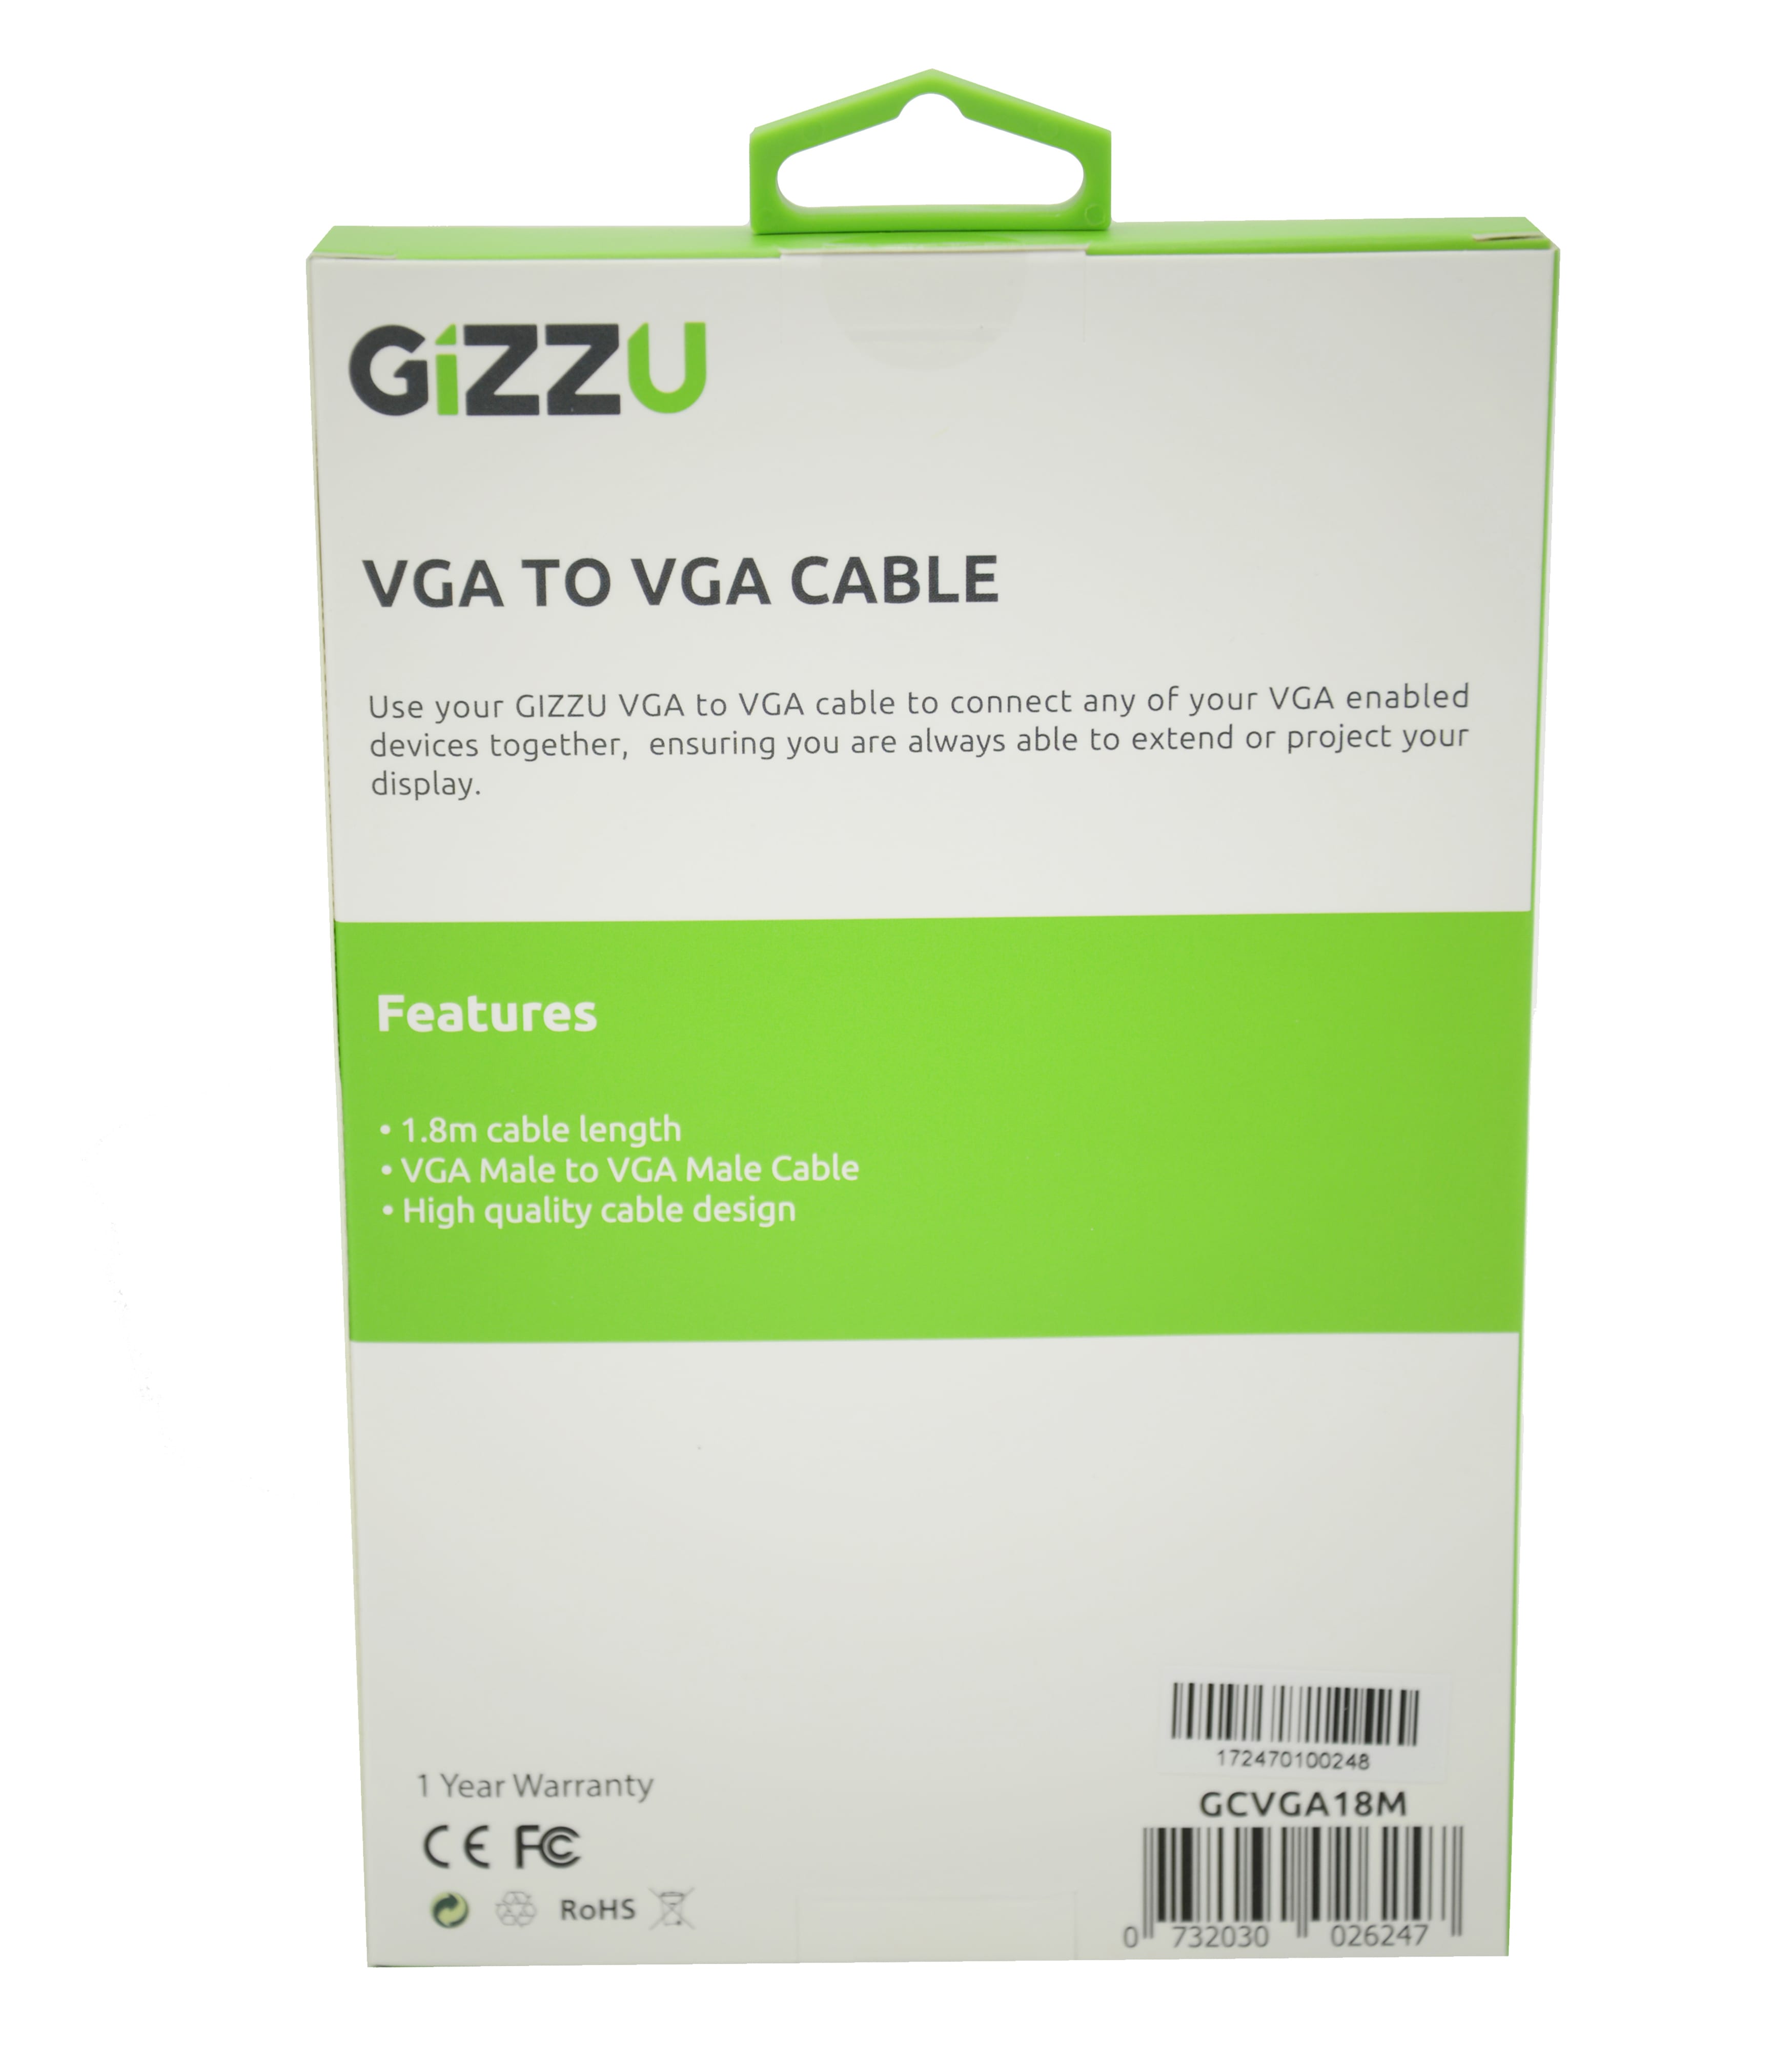 GiZZU
VGA TO VGA CABLE
Use your GIZZU VGA to VGA cable to connect any of your VGA enabled
devices together, ensuring you are always able to extend or project your
display.
Features
• 1.8m cable length
• VGA Male to VGA Male Cable
• High quality cable design
172470100248
1 Year Warranty
GCVGA18M
CE FC
RoHS
0 732030 026247